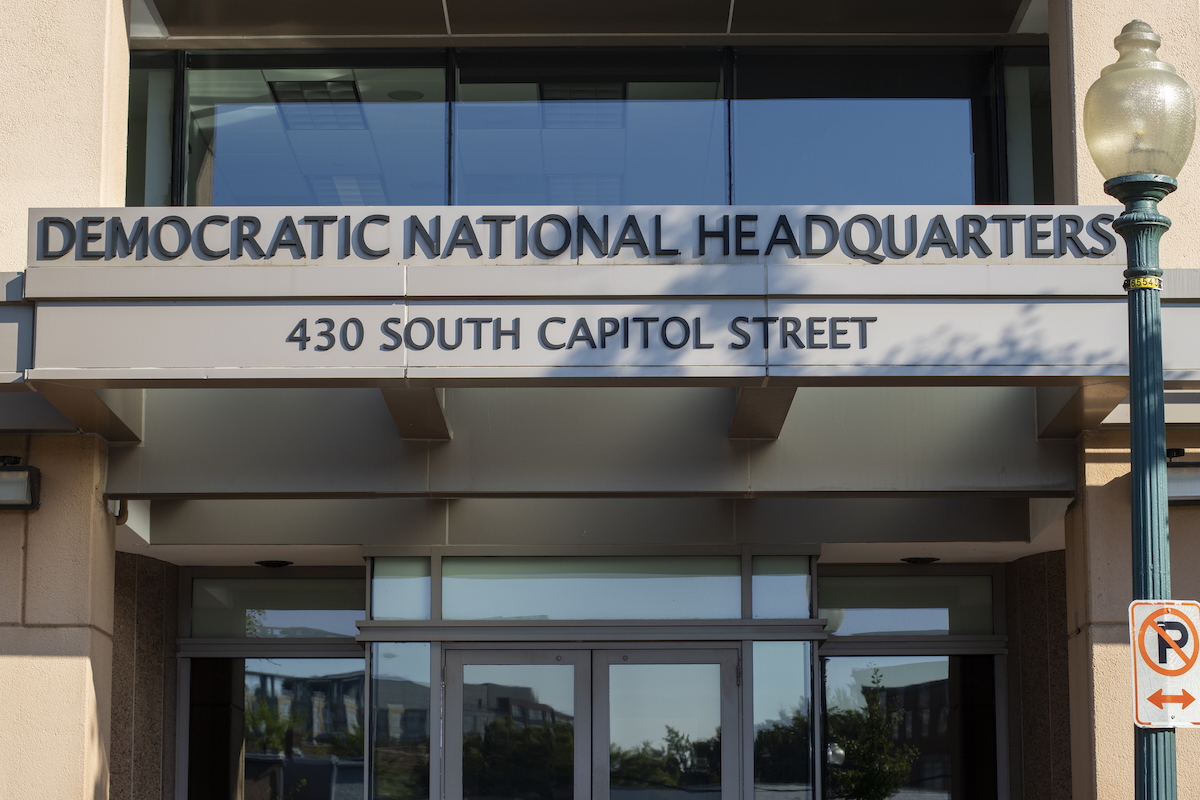 DEMOCRATIC NATIONAL HEADQUARTERS
430 SOUTH CAPITOL STREET
P